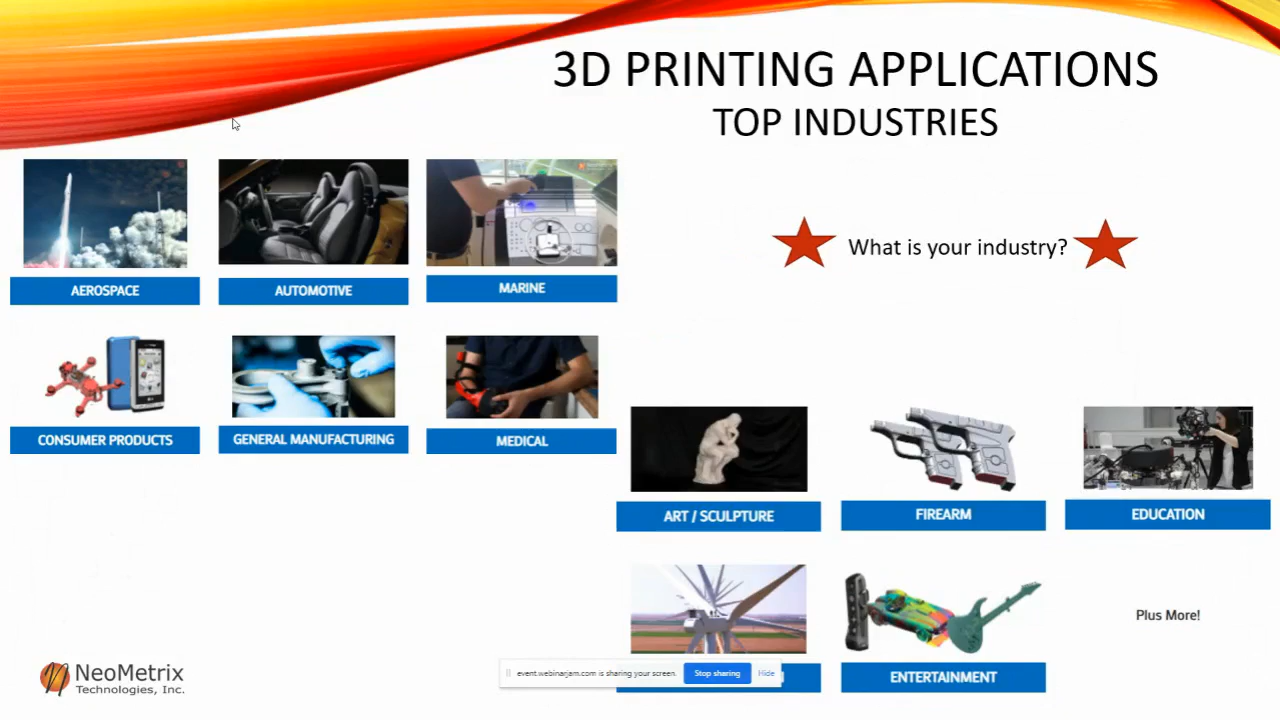 3D PRINTING APPLICATIONS
TOP INDUSTRIES
What is your industry?
AEROSPACE
AUTOMOTIVE
MARINE
CONSUMER PRODUCTS
GENERAL MANUFACTURING
MEDICAL
ART / SCULPTURE
FIREARM
EDUCATION
Plus More!
ENTERTAINMENT
event.webinarjam.com is sharing your screen.
Stop sharing
Hide
NeoMetrix
Technologies, Inc.